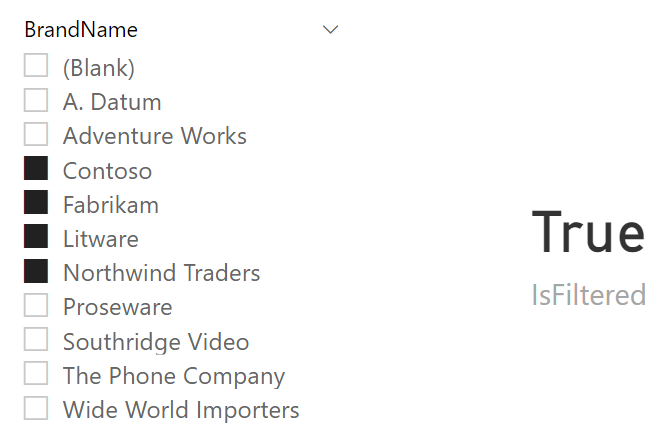 BrandName
(Blank)
A. Datum
Adventure Works
Contoso
Fabrikam
Litware
Northwind Traders
Proseware
Southridge Video
The Phone Company
Wide World Importers
True
IsFiltered